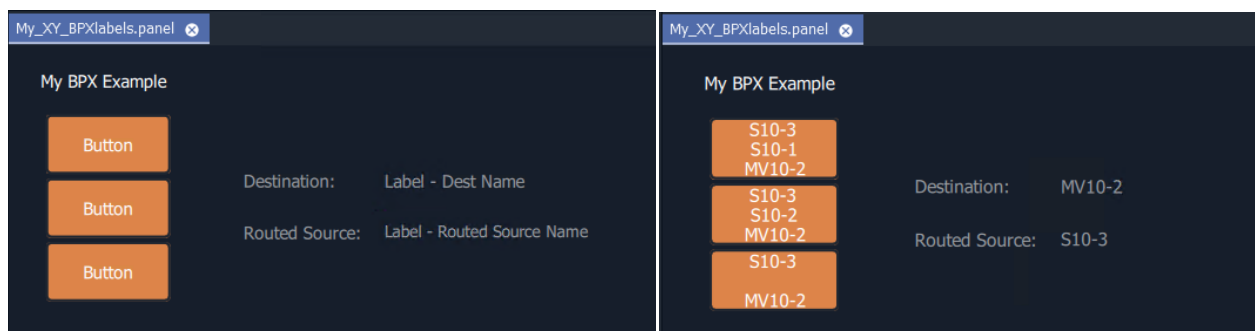 My_XY_BPXlabels.panel
My BPX Example
Button
Button
Button
Destination:
Label - Dest Name
Routed Source:
Label - Routed Source Name
My_XY_BPXlabels.panel
My BPX Example
S10-3
S10-1
MV10-2
S10-3
S10-2
MV10-2
S10-3
MV10-2
Destination:
MV10-2
Routed Source:
S10-3